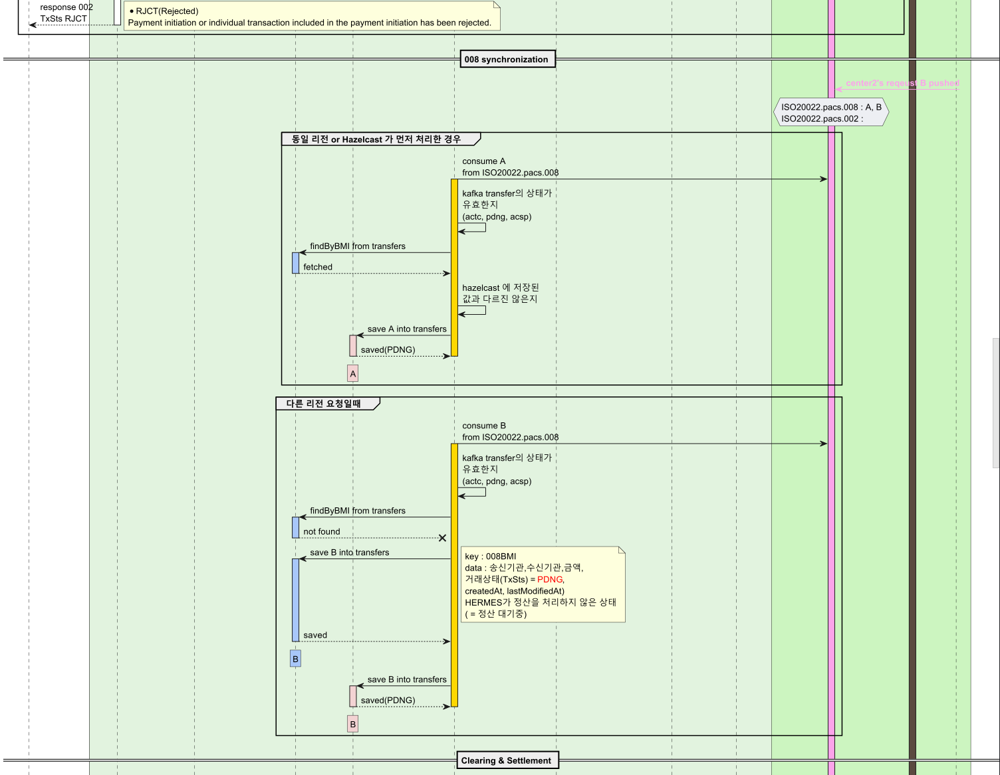 response 002
TxSts RJCT
● RJCT(Rejected)
Payment initiation or individual transaction included in the payment initiation has been rejected.
008 synchronization
center2's reqeust B pushed
ISO20022.pacs.008 : A, B
ISO20022.pacs.002 :
동일 리전 or Hazelcast 가 먼저 처리한 경우
consume A
from ISO20022.pacs.008
kafka transfer의 상태가
유효한지
(actc, pdng, acsp)
findByBMI from transfers
fetched
hazelcast 에 저장된
값과 다르진 않은지
save A into transfers
saved(PDNG)
A
다른 리전 요청일때
consume B
from ISO20022.pacs.008
kafka transfer의 상태가
유효한지
(actc, pdng, acsp)
findByBMI from transfers
not found
save B into transfers
key : 008BMI
data : 송신기관,수신기관,금액,
거래상태(TxSts) = PDNG,
createdAt, lastModifiedAt)
HERMES가 정산을 처리하지 않은 상태
( = 정산 대기중)
saved
B
save B into transfers
saved(PDNG)
B
Clearing & Settlement